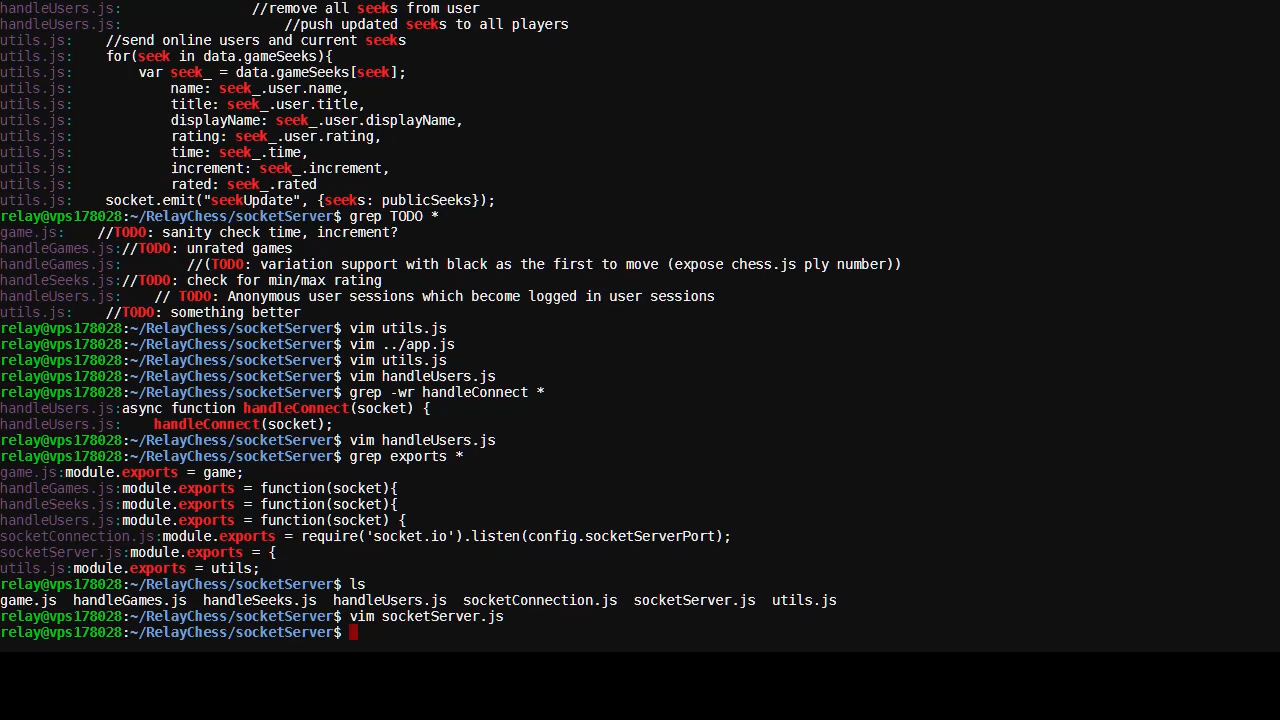 handleUsers.js:                //remove all seeks from user
handleUsers.js:                    //push updated seeks to all players
utils.js:    //send online users and current seeks
utils.js:    for(seek in data.gameSeeks){
utils.js:        var seek_ = data.gameSeeks[seek];
utils.js:            name: seek_.user.name,
utils.js:            title: seek_.user.title,
utils.js:            displayName: seek_.user.displayName,
utils.js:            rating: seek_.user.rating,
utils.js:            time: seek_.time,
utils.js:            increment: seek_.increment,
utils.js:            rated: seek_.rated
utils.js:    socket.emit("seekUpdate", {seeks: publicSeeks});
relay@vps178028:~/RelayChess/socketServer$ grep TODO *
game.js:    //TODO: sanity check time, increment?
handleGames.js://TODO: unrated games
handleGames.js:        //(TODO: variation support with black as the first to move (expose chess.js ply number))
handleSeeks.js://TODO: check for min/max rating
handleUsers.js:    // TODO: Anonymous user sessions which become logged in user sessions
utils.js:    //TODO: something better
relay@vps178028:~/RelayChess/socketServer$ vim utils.js
relay@vps178028:~/RelayChess/socketServer$ vim ../app.js
relay@vps178028:~/RelayChess/socketServer$ vim utils.js
relay@vps178028:~/RelayChess/socketServer$ vim handleUsers.js
relay@vps178028:~/RelayChess/socketServer$ grep -wr handleConnect *
handleUsers.js:async function handleConnect(socket) {
handleUsers.js:    handleConnect(socket);
relay@vps178028:~/RelayChess/socketServer$ vim handleUsers.js
relay@vps178028:~/RelayChess/socketServer$ grep exports *
game.js:module.exports = game;
handleGames.js:module.exports = function(socket){
handleSeeks.js:module.exports = function(socket){
handleUsers.js:module.exports = function(socket) {
socketConnection.js:module.exports = require('socket.io').listen(config.socketServerPort);
socketServer.js:module.exports = {
utils.js:module.exports = utils;
relay@vps178028:~/RelayChess/socketServer$ ls
game.js  handleGames.js  handleSeeks.js  handleUsers.js  socketConnection.js  socketServer.js  utils.js
relay@vps178028:~/RelayChess/socketServer$ vim socketServer.js
relay@vps178028:~/RelayChess/socketServer$